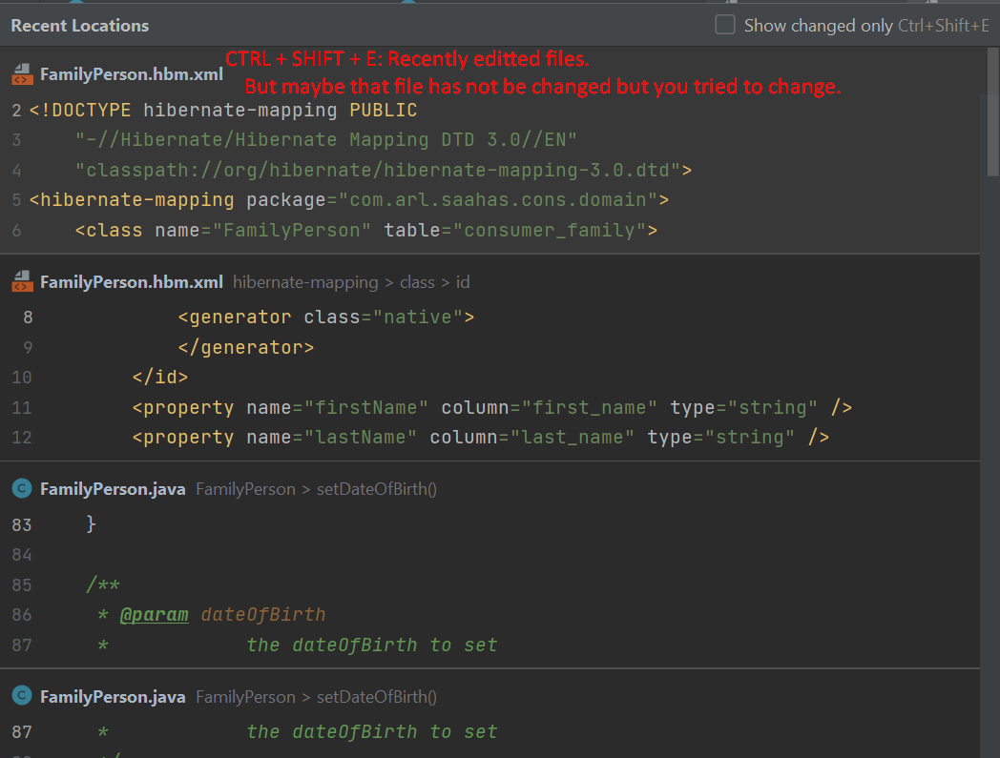 Recent Locations Show changed only Ctrl+Shift+E
CTRL + SHIFT + E: Recently editted files.
FamilyPerson.hbm.xml
But maybe that file has not be changed but you tried to change.
2 <!DOCTYPE hibernate-mapping PUBLIC
3 "-//Hibernate/Hibernate Mapping DTD 3.0//EN"
4 "classpath://org/hibernate/hibernate-mapping-3.0.dtd">
5 <hibernate-mapping package="com.arl.saahas.cons.domain">
6 <class name="FamilyPerson" table="consumer_family">
FamilyPerson.hbm.xml hibernate-mapping > class > id
8 <generator class="native">
9 </generator>
10 </id>
11 <property name="firstName" column="first_name" type="string" />
12 <property name="lastName" column="last_name" type="string" />
C FamilyPerson.java FamilyPerson > setDateOfBirth()
83 }
84
85 /**
86 * @param dateOfBirth
87 * the dateOfBirth to set
C FamilyPerson.java FamilyPerson > setDateOfBirth()
87 * the dateOfBirth to set